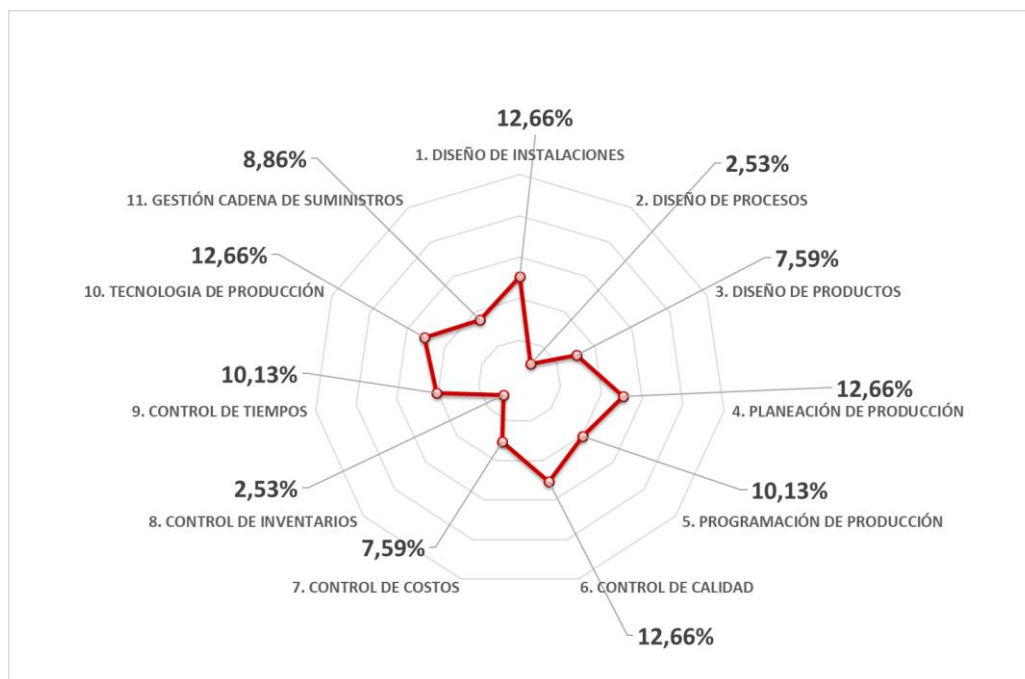 12,66%
1. DISEÑO DE INSTALACIONES
2,53%
2. DISEÑO DE PROCESOS
7,59%
3. DISEÑO DE PRODUCTOS
12,66%
4. PLANEACIÓN DE PRODUCCIÓN
10,13%
5. PROGRAMACIÓN DE PRODUCCIÓN
6. CONTROL DE CALIDAD
12,66%
7,59%
7. CONTROL DE COSTOS
2,53%
8. CONTROL DE INVENTARIOS
10,13%
9. CONTROL DE TIEMPOS
12,66%
10. TECNOLOGIA DE PRODUCCIÓN
8,86%
11. GESTIÓN CADENA DE SUMINISTROS